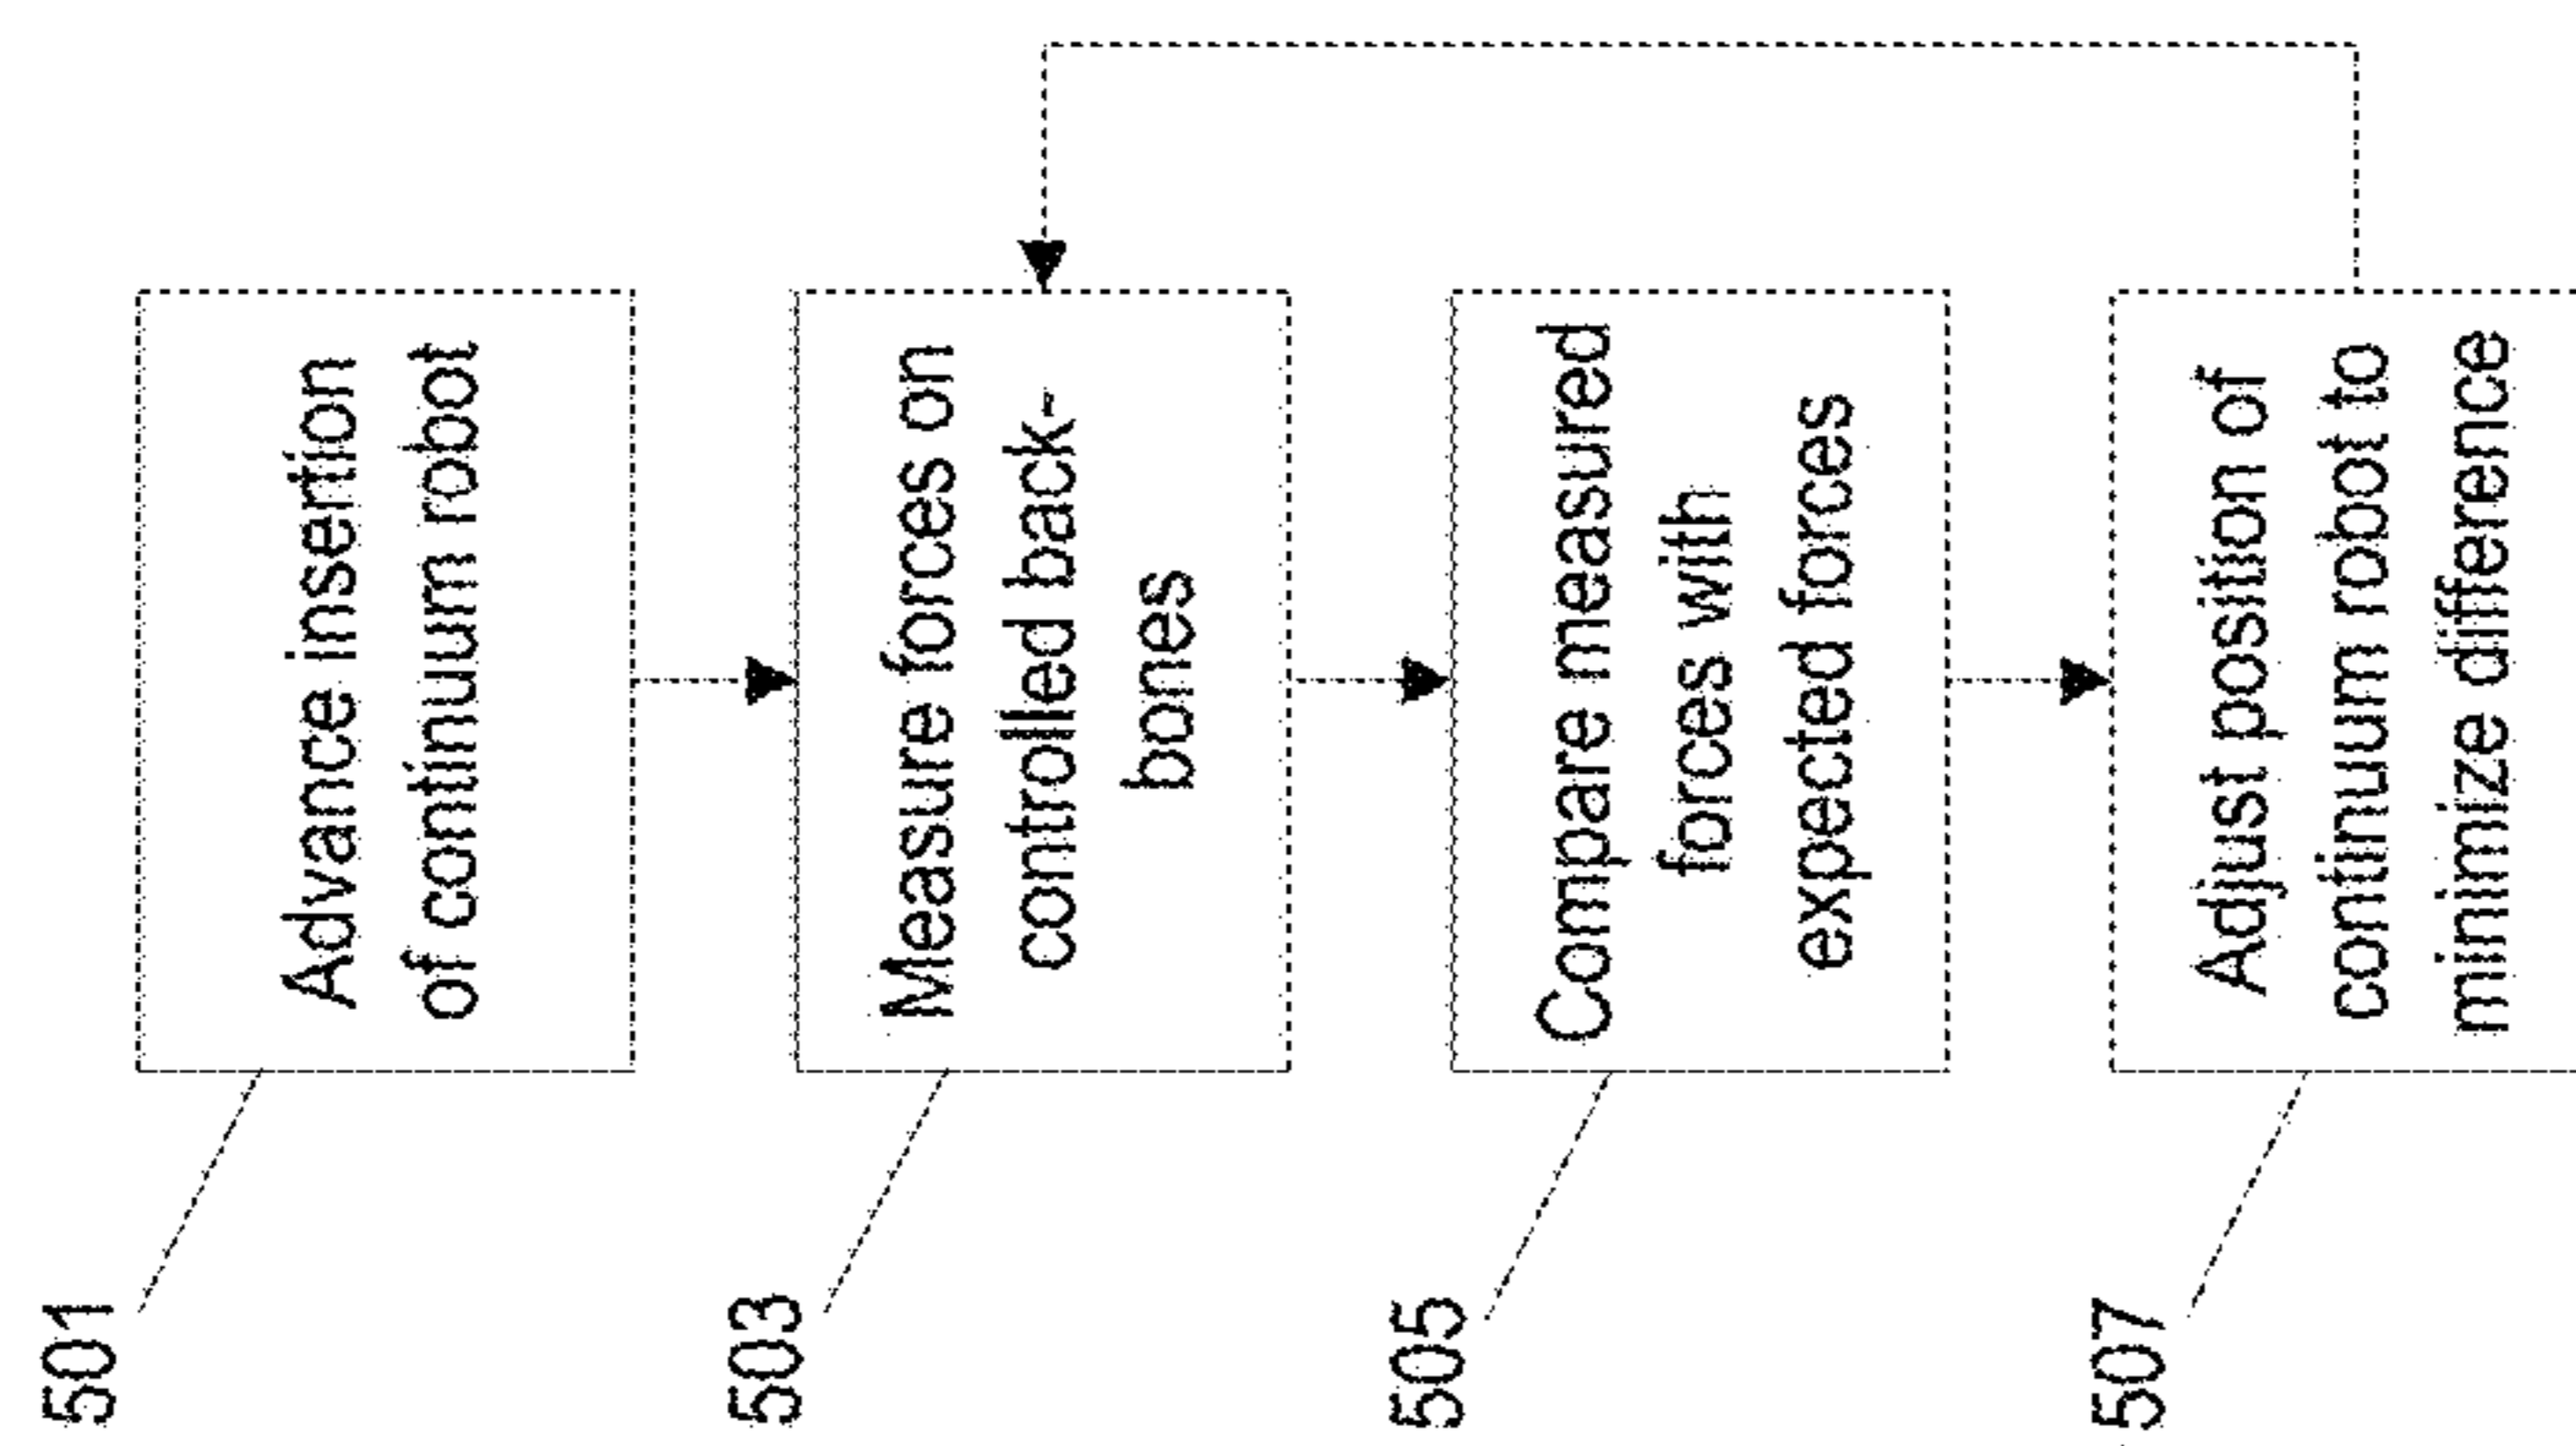 501
Advance insertion
of continuum robot
503
Measure forces on
controlled back-
bones
505
Compare measured
forces with
expected forces
507
Adjust position of
continuum robot to
minimize difference